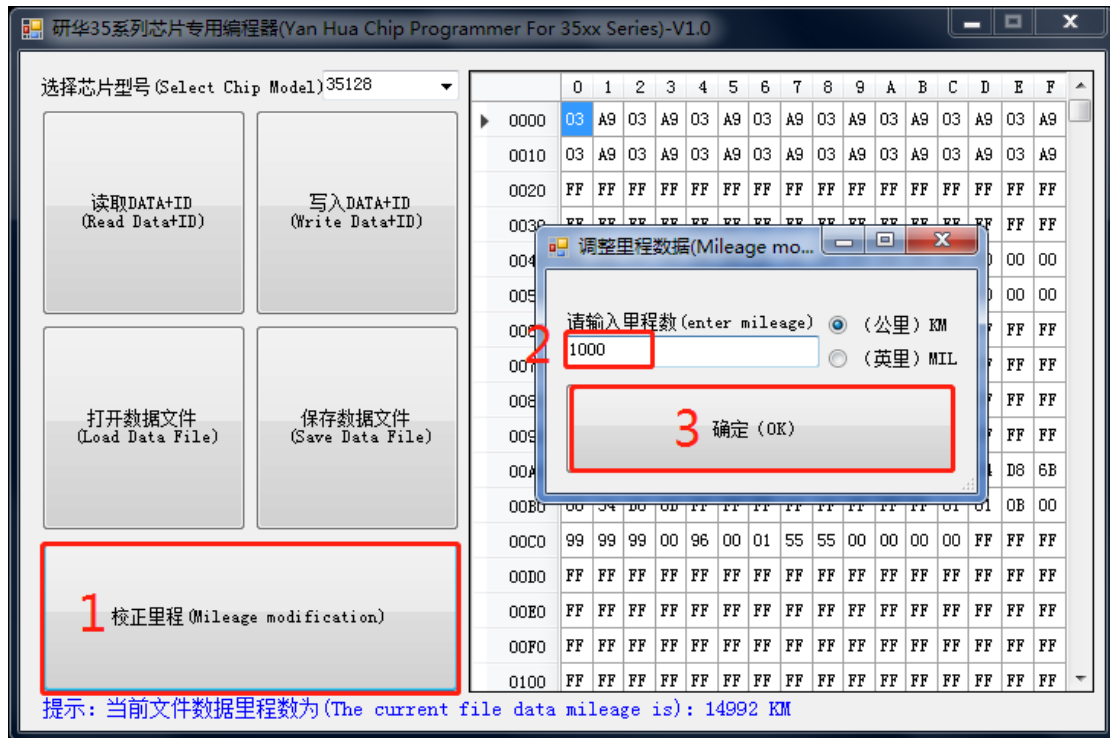 研华35系列芯片专用编程器(Yan Hua Chip Programmer For 35xx Series)-V1.0
选择芯片型号(Select Chip Model) 35128
读取DATA+ID
(Read Data+ID)
写入DATA+ID
(Write Data+ID)
打开数据文件
(Load Data File)
保存数据文件
(Save Data File)
1 校正里程(Mileage modification)
0 1 2 3 4 5 6 7 8 9 A B C D E F
0000 03 A9 03 A9 03 A9 03 A9 03 A9 03 A9 03 A9 03 A9
0010 03 A9 03 A9 03 A9 03 A9 03 A9 03 A9 03 A9 03 A9
0020 FF FF FF FF FF FF FF FF FF FF FF FF FF FF FF FF
FF FF
00 00
00 00
FF FF
FF FF
FF FF
FF FF
D8 6B
00B0 0B 00
00C0 99 99 99 00 96 00 01 55 55 00 00 00 00 FF FF FF
00D0 FF FF FF FF FF FF FF FF FF FF FF FF FF FF FF FF
00E0 FF FF FF FF FF FF FF FF FF FF FF FF FF FF FF FF
00F0 FF FF FF FF FF FF FF FF FF FF FF FF FF FF FF FF
0100 FF FF FF FF FF FF FF FF FF FF FF FF FF FF FF FF
调整里程数据(Mileage mo...
请输入里程数(enter mileage)
(公里) KM
2 1000
(英里) MIL
3 确定 (OK)
提示: 当前文件数据里程数为(The current file data mileage is): 14992 KM